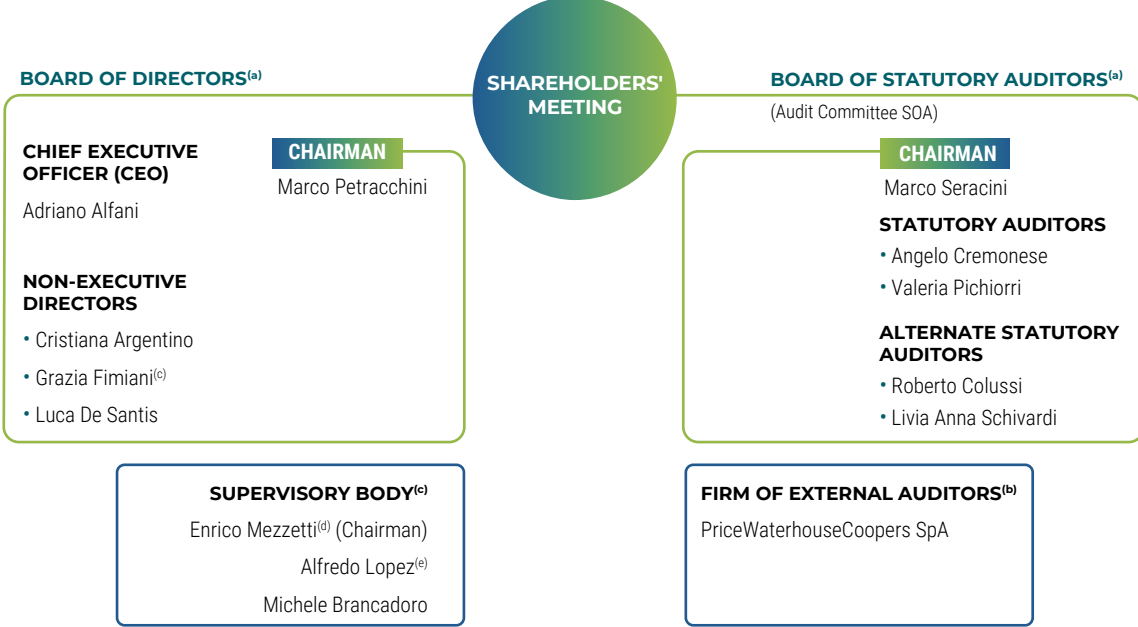 SHAREHOLDERS'
MEETING
BOARD OF DIRECTORS(a)
CHIEF EXECUTIVE
OFFICER (CEO)
Adriano Alfani
CHAIRMAN
Marco Petracchini
NON-EXECUTIVE
DIRECTORS
• Cristiana Argentino
• Grazia Fimiani(c)
• Luca De Santis
BOARD OF STATUTORY AUDITORS(a)
(Audit Committee SOA)
CHAIRMAN
Marco Seracini
STATUTORY AUDITORS
• Angelo Cremonese
• Valeria Pichiorri
ALTERNATE STATUTORY
AUDITORS
• Roberto Colussi
• Livia Anna Schivardi
SUPERVISORY BODY(c)
Enrico Mezzetti(d) (Chairman)
Alfredo Lopez(e)
Michele Brancadoro
FIRM OF EXTERNAL AUDITORS(b)
PriceWaterhouseCoopers SpA